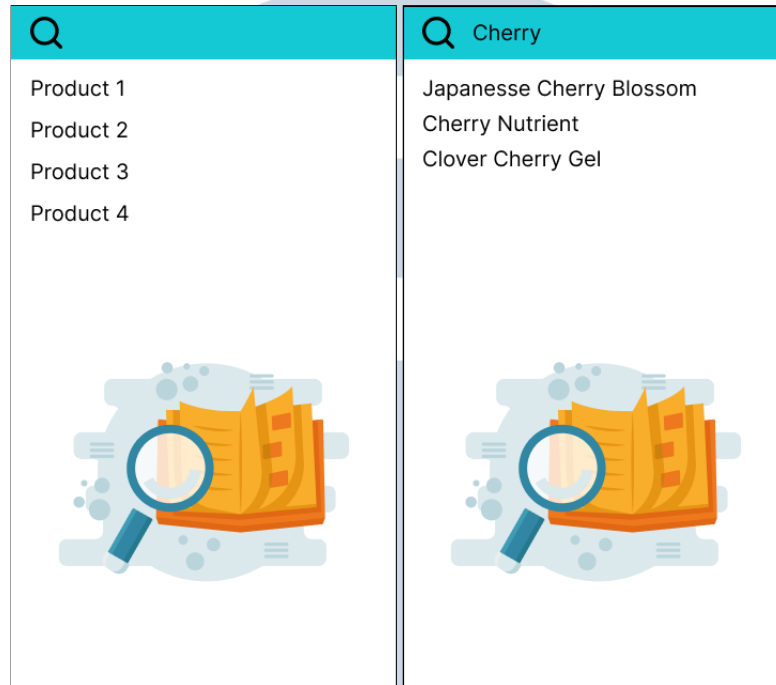 Product 1
Product 2
Product 3
Product 4
Cherry
Japanesse Cherry Blossom
Cherry Nutrient
Clover Cherry Gel